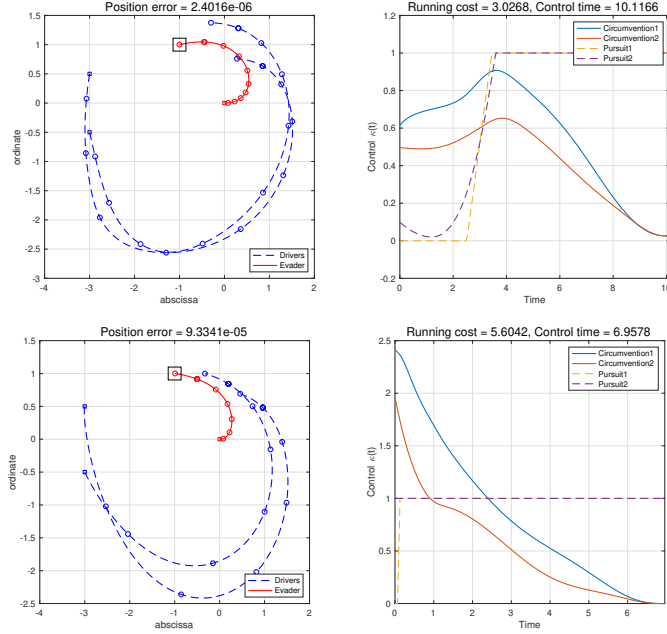 Position error = 2.4016e-06
1.5
1
0.5
0
-0.5
-1
-1.5
-2
-2.5
-3
ordinate
-4 -3 -2 -1 0 1 2
abscissa
Drivers
Evader
Running cost = 3.0268, Control time = 10.1166
1.2
1
0.8
0.6
0.4
0.2
0
Control κ(t)
0 2 4 6 8 10
Time
Circumvention1
Circumvention2
Pursuit1
Pursuit2
Position error = 9.3341e-05
1.5
1
0.5
0
-0.5
-1
-1.5
-2
-2.5
ordinate
-4 -3 -2 -1 0 1 2
abscissa
Drivers
Evader
Running cost = 5.6042, Control time = 6.9578
2.5
2
1.5
1
0.5
0
Control κ(t)
0 1 2 3 4 5 6
Time
Circumvention1
Circumvention2
Pursuit1
Pursuit2